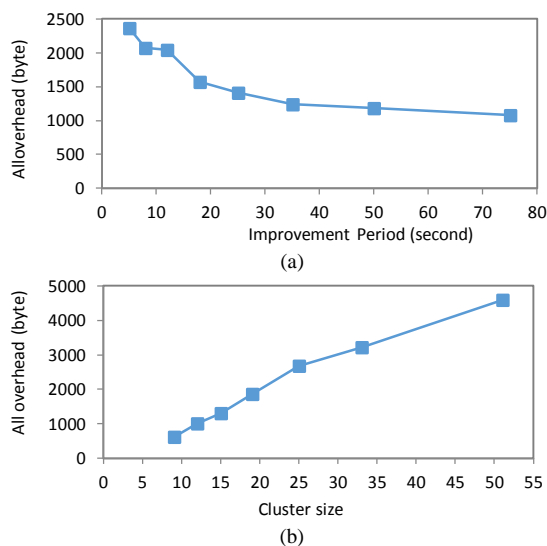 2500
2000
1500
1000
500
0
Alloverhead (byte)
0 10 20 30 40 50 60 70 80
Improvement Period (second)
(a)
5000
4000
3000
2000
1000
0
All overhead (byte)
0 5 10 15 20 25 30 35 40 45 50 55
Cluster size
(b)